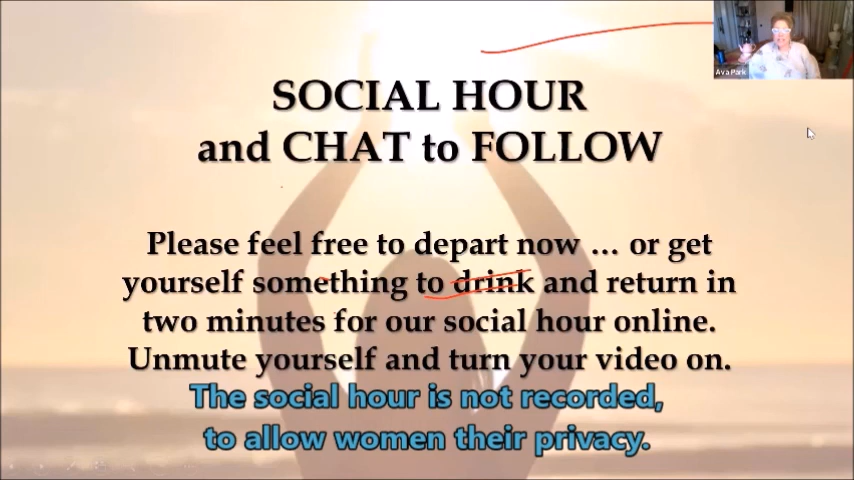 Ava Park
SOCIAL HOUR
and CHAT to FOLLOW
Please feel free to depart now … or get
yourself something to drink and return in
two minutes for our social hour online.
Unmute yourself and turn your video on.
The social hour is not recorded,
to allow women their privacy.